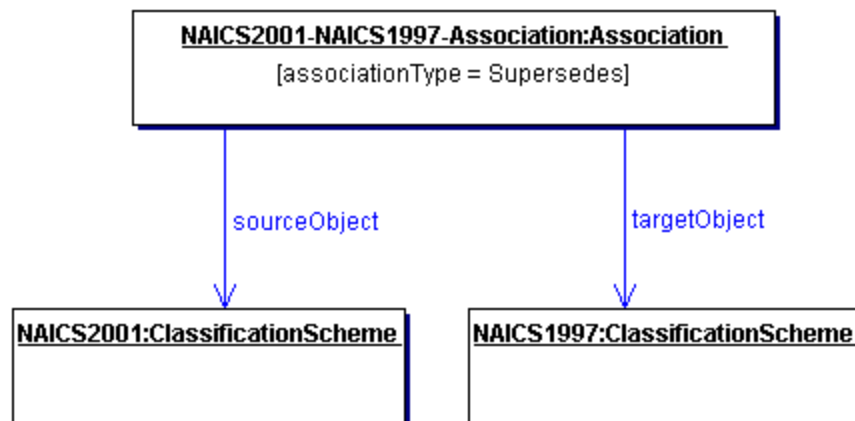 NAICS2001-NAICS1997-Association:Association
[associationType = Supersedes]
sourceObject
targetObject
NAICS2001:ClassificationScheme
NAICS1997:ClassificationScheme